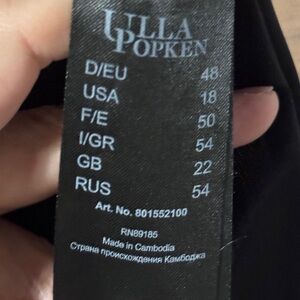 ULLA
POPKEN
D/EU 48
USA 18
F/E 50
I/GR 54
GB 22
RUS 54
Art. No. 801552100
RN89185
Made in Cambodia
Страна происхождения Камбоджа